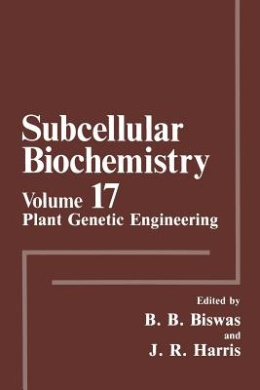 Subcellular
Biochemistry
Volume 17
Plant Genetic Engineering
Edited by
B. B. Biswas
and
J. R. Harris